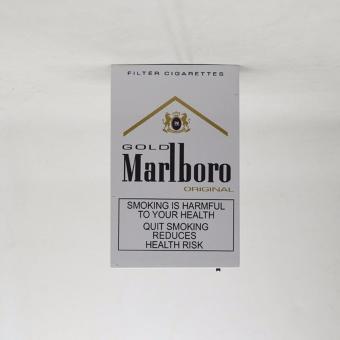 FILTER CIGARETTES
GOLD
Marlboro
ORIGINAL
SMOKING IS HARMFUL
TO YOUR HEALTH
QUIT SMOKING
REDUCES
HEALTH RISK